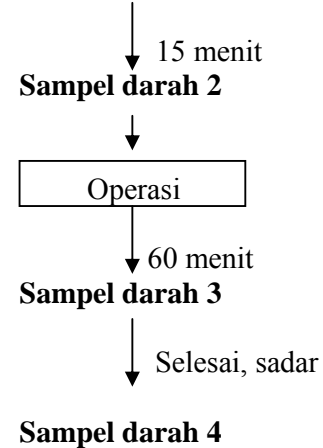 15 menit
Sampel darah 2
Operasi
60 menit
Sampel darah 3
Selesai, sadar
Sampel darah 4